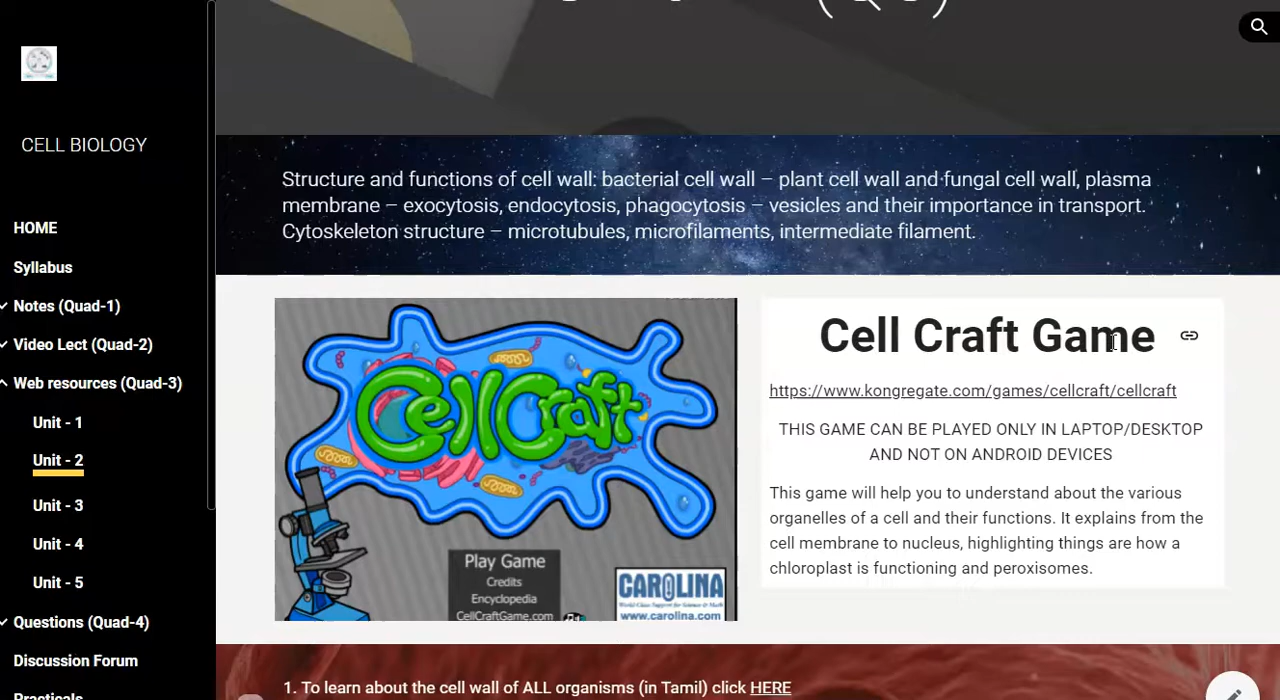 CELL BIOLOGY
HOME
Syllabus
Notes (Quad-1)
Video Lect (Quad-2)
Web resources (Quad-3)
Unit - 1
Unit - 2
Unit - 3
Unit - 4
Unit - 5
Questions (Quad-4)
Discussion Forum
Practicals
Structure and functions of cell wall: bacterial cell wall – plant cell wall and fungal cell wall, plasma
membrane – exocytosis, endocytosis, phagocytosis – vesicles and their importance in transport.
Cytoskeleton structure – microtubules, microfilaments, intermediate filament.
CellCraft
Play Game
Credits
Encyclopedia
CellCraftGame.com
CAROLINA
World-Class Support for Science & Math
www.carolina.com
Cell Craft Game
https://www.kongregate.com/games/cellcraft/cellcraft
THIS GAME CAN BE PLAYED ONLY IN LAPTOP/DESKTOP
AND NOT ON ANDROID DEVICES
This game will help you to understand about the various
organelles of a cell and their functions. It explains from the
cell membrane to nucleus, highlighting things are how a
chloroplast is functioning and peroxisomes.
1. To learn about the cell wall of ALL organisms (in Tamil) click HERE